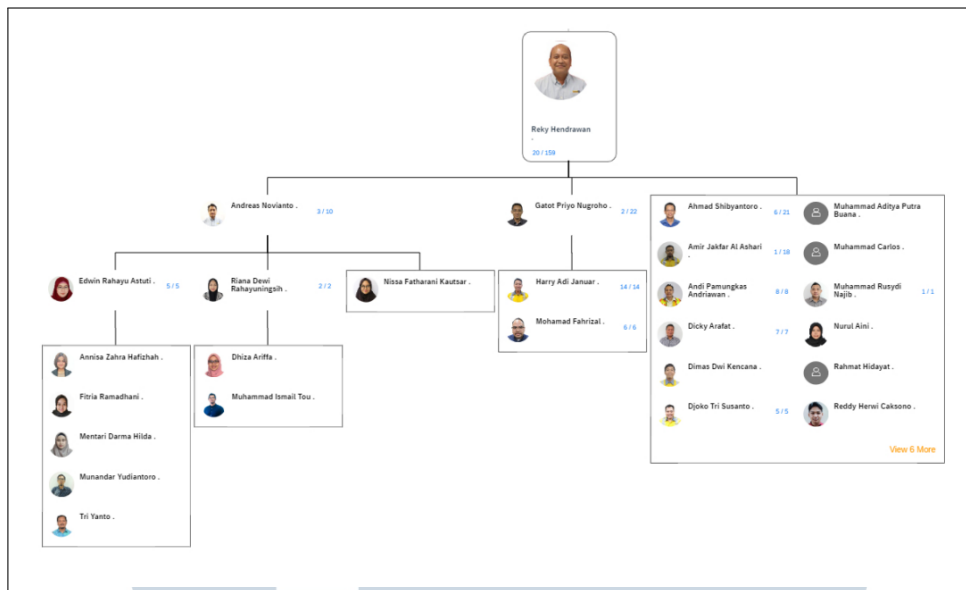 Reky Hendrawan
.
20 / 159
Andreas Novianto .
3 / 10
Gatot Priyo Nugroho .
2 / 22
Edwin Rahayu Astuti .
5 / 5
Riana Dewi
Rahayuningsih .
2 / 2
Nissa Fatharani Kautsar .
Annisa Zahra Hafizhah .
Fitria Ramadhani .
Mentari Darma Hilda .
Munandar Yudiantoro .
Tri Yanto .
Dhiza Ariffa .
Muhammad Ismail Tou .
Harry Adi Januar .
14 / 14
Mohamad Fahrizal .
6 / 6
Ahmad Shibyantoro .
6 / 21
Muhammad Aditya Putra
Buana .
Amir Jakfar Al Ashari
.
1 / 18
Muhammad Carlos .
Andi Pamungkas
Andriawan .
8 / 8
Muhammad Rusydi
Najib .
1 / 1
Dicky Arafat .
7 / 7
Nurul Aini .
Dimas Dwi Kencana .
Rahmat Hidayat .
Djoko Tri Susanto .
5 / 5
Reddy Herwi Caksono .
View 6 More